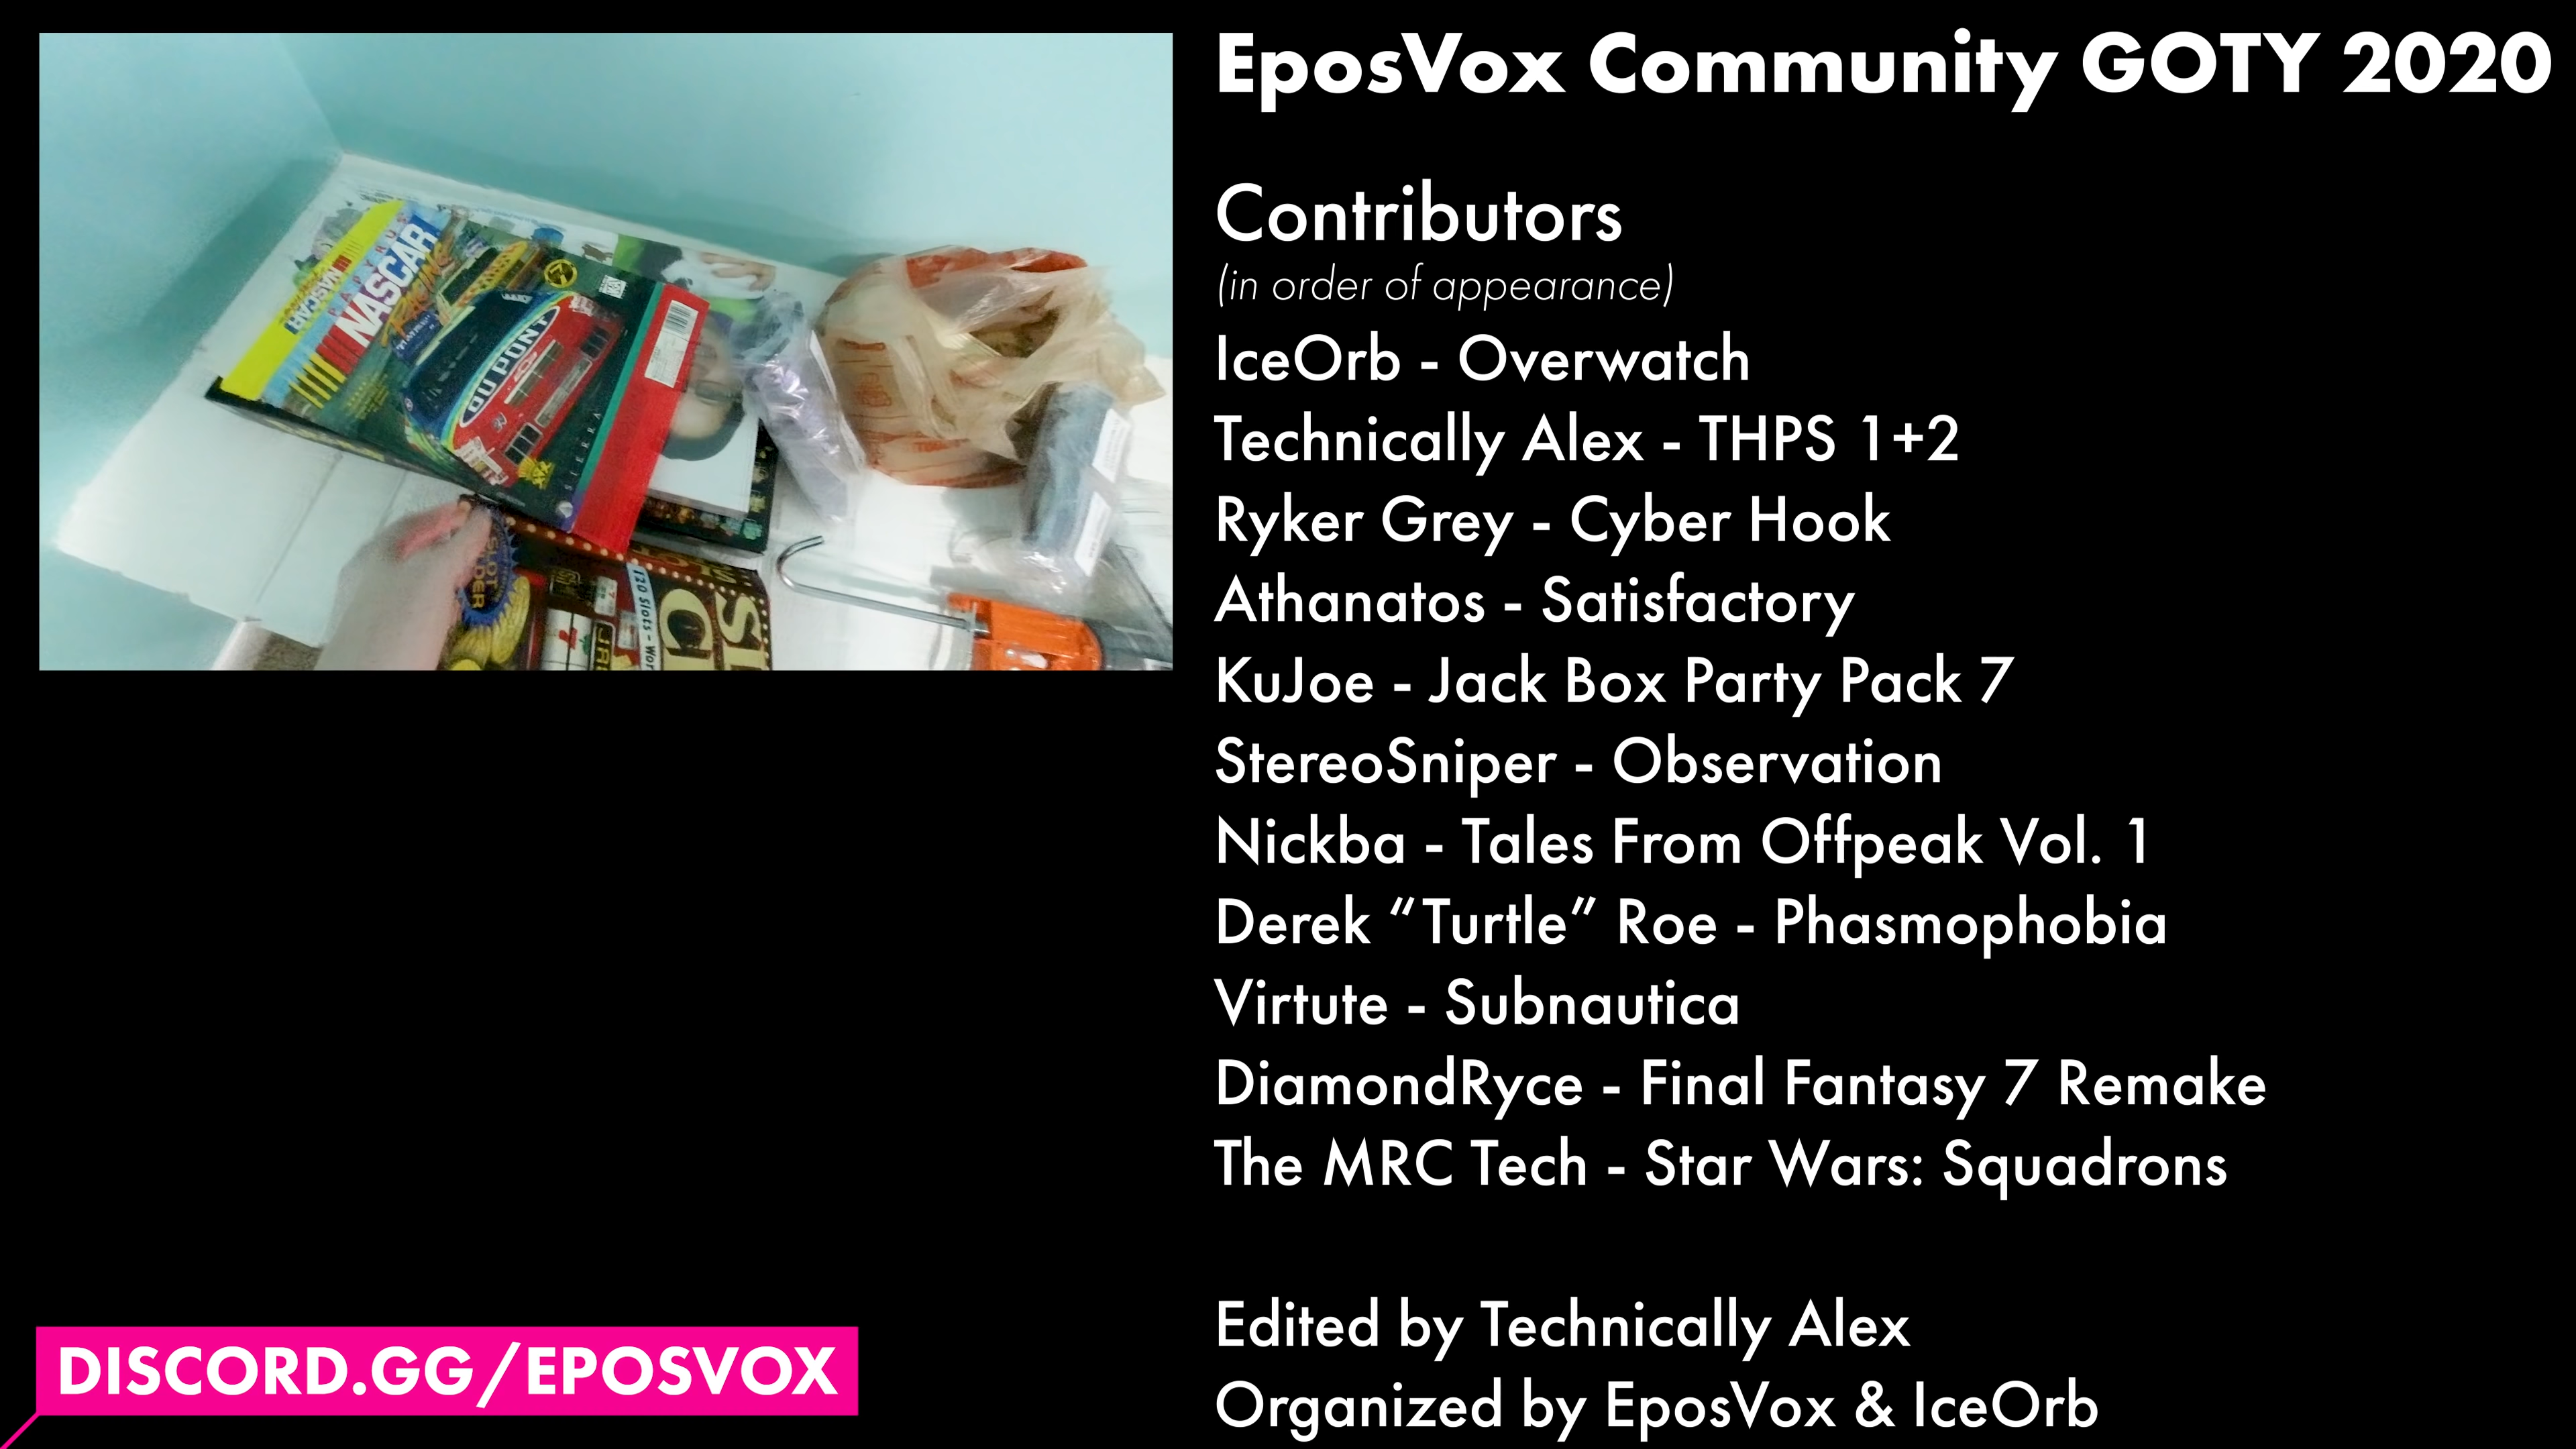 EposVox Community GOTY 2020
Contributors
(in order of appearance)
IceOrb - Overwatch
Technically Alex - THPS 1+2
Ryker Grey - Cyber Hook
Athanatos - Satisfactory
KuJoe - Jack Box Party Pack 7
StereoSniper - Observation
Nickba - Tales From Offpeak Vol. 1
Derek “Turtle” Roe - Phasmophobia
Virtute - Subnautica
DiamondRyce - Final Fantasy 7 Remake
The MRC Tech - Star Wars: Squadrons
Edited by Technically Alex
Organized by EposVox & IceOrb
DISCORD.GG/EPOSVOX
NASCAR
NASCAR
DU PONT
SIERRA
120 Slots